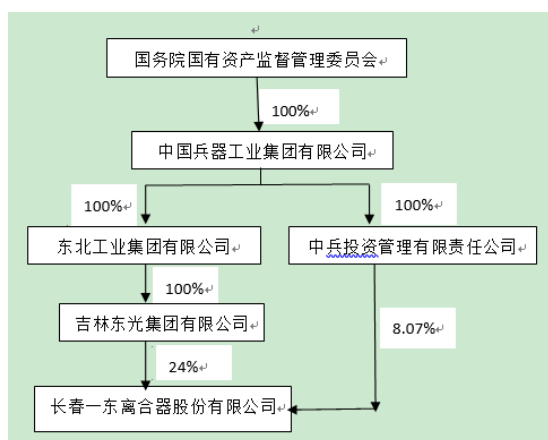 国务院国有资产监督管理委员会
100%
中国兵器工业集团有限公司
100%
100%
东北工业集团有限公司
中兵投资管理有限责任公司
100%
吉林东光集团有限公司
8.07%
24%
长春一东离合器股份有限公司